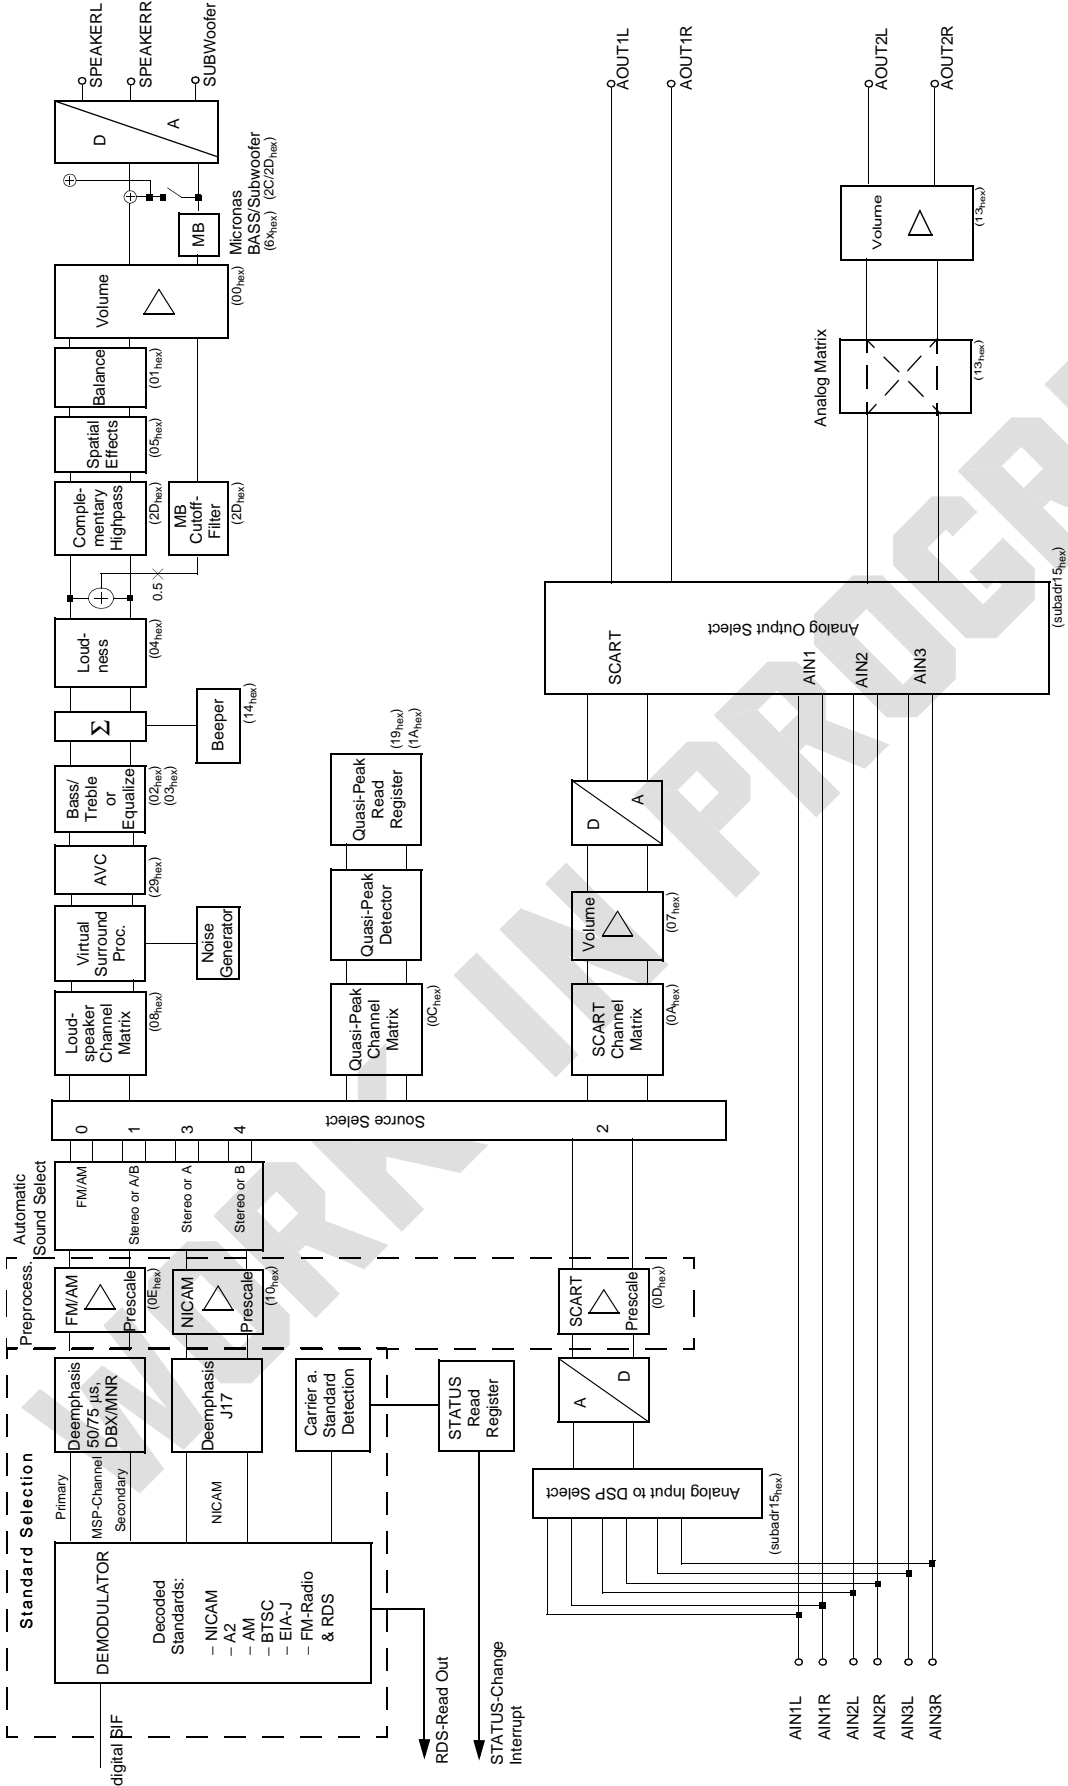 Standard Selection
Preprocess.
Automatic
Sound Select
digital SIF
DEMODULATOR
Decoded
Standards:
– NICAM
– A2
– AM
– BTSC
– EIA-J
– FM-Radio
& RDS
Primary
MSP-Channel
Secondary
NICAM
Deemphasis
50/75 µs,
DBX/MNR
Deemphasis
J17
Carrier a.
Standard
Detection
STATUS
Read
Register
RDS-Read Out
STATUS-Change
Interrupt
FM/AM
Prescale
(0Ehex)
NICAM
Prescale
(10hex)
FM/AM
Stereo or A/B
Stereo or A
Stereo or B
0
1
3
4
2
Source Select
Loud-
speaker
Channel
Matrix
(08hex)
Virtual
Surround
Proc.
Noise
Generator
AVC
(29hex)
Bass/
Treble
or
Equalize
(02hex)
(03hex)
Σ
Beeper
(14hex)
Loud-
ness
(04hex)
0.5
Comple-
mentary
Highpass
(2Dhex)
MB
Cutoff-
Filter
(2Dhex)
Spatial
Effects
(05hex)
Balance
(01hex)
Volume
(00hex)
MB
Micronas
BASS/Subwoofer
(6xhex) (2C/2Dhex)
D
A
SPEAKERL
SPEAKERR
SUBWoofer
Quasi-Peak
Channel
Matrix
(0Chex)
Quasi-Peak
Detector
Quasi-Peak
Read
Register
(19hex)
(1Ahex)
Analog Input to DSP Select
(subadr15hex)
A
D
SCART
Prescale
(0Dhex)
SCART
Channel
Matrix
(0Ahex)
Volume
(07hex)
D
A
SCART
Analog Output Select
AIN1
AIN2
AIN3
(subadr15hex)
Analog Matrix
(13hex)
Volume
(13hex)
AOUT1L
AOUT1R
AOUT2L
AOUT2R
AIN1L
AIN1R
AIN2L
AIN2R
AIN3L
AIN3R
WORK IN PROGR